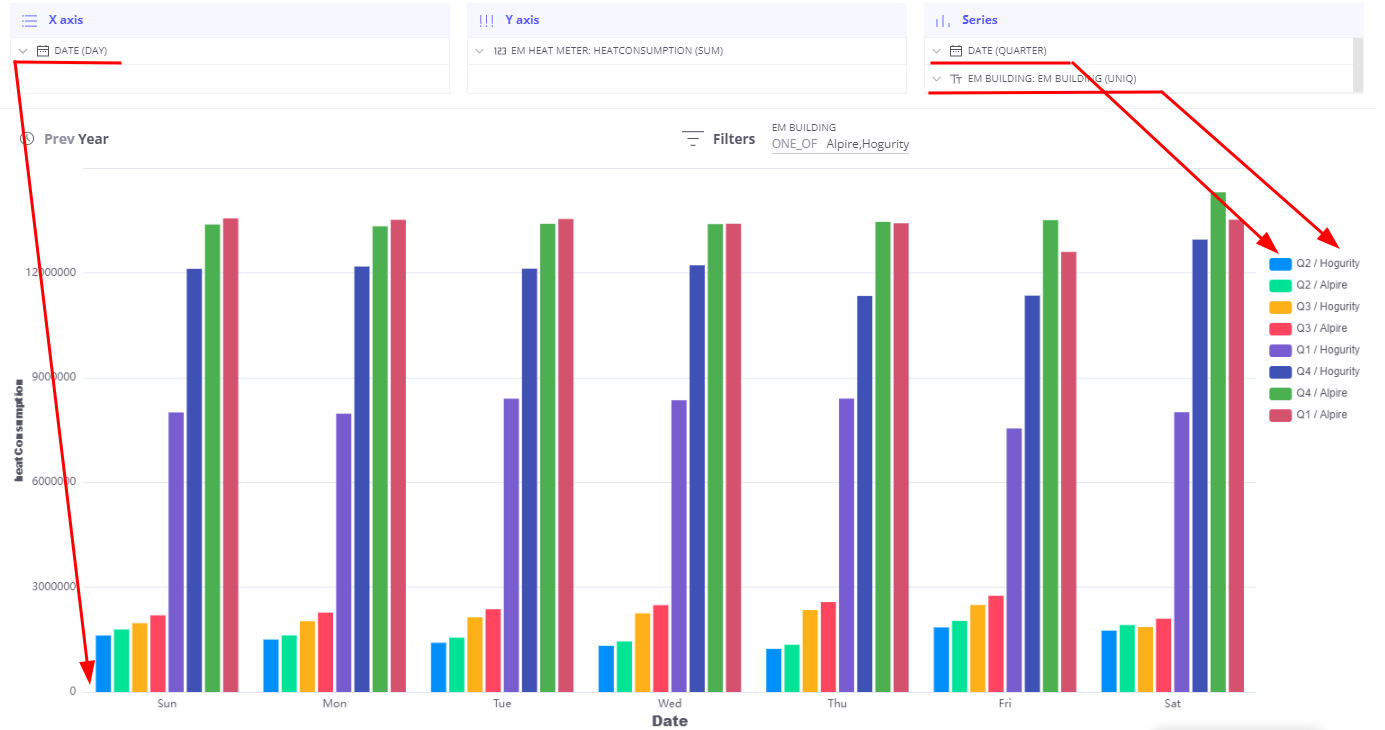 X axis
DATE (DAY)
Y axis
123 EM HEAT METER: HEATCONSUMPTION (SUM)
Series
DATE (QUARTER)
TT EM BUILDING: EM BUILDING (UNIQ)
Prev Year
Filters
EM BUILDING
ONE_OF Alpire,Hogurity
heatConsumption
12000000
9000000
6000000
3000000
0
Sun Mon Tue Wed Thu Fri Sat
Date
Q2 / Hogurity
Q2 / Alpire
Q3 / Hogurity
Q3 / Alpire
Q1 / Hogurity
Q4 / Hogurity
Q4 / Alpire
Q1 / Alpire